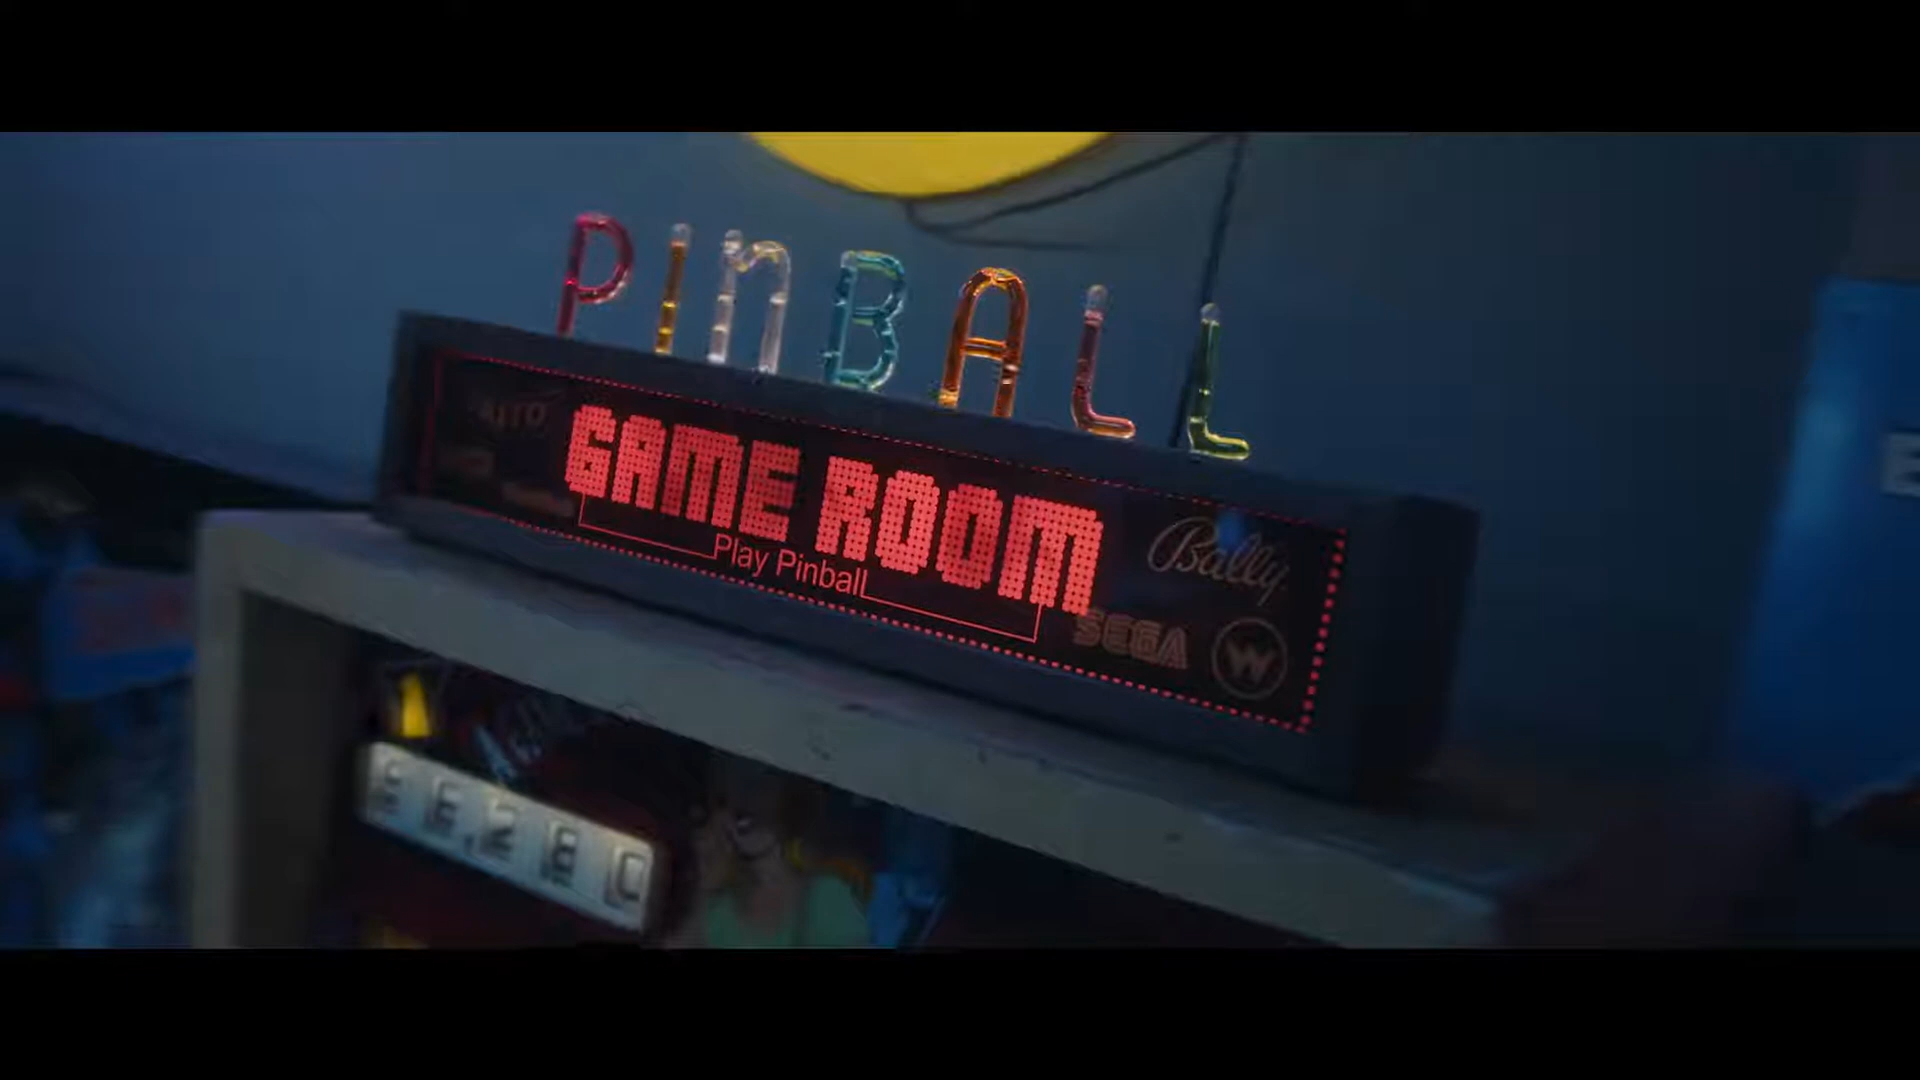 PInBALL
GAME ROOM
Play Pinball
Bally
SEGA
W